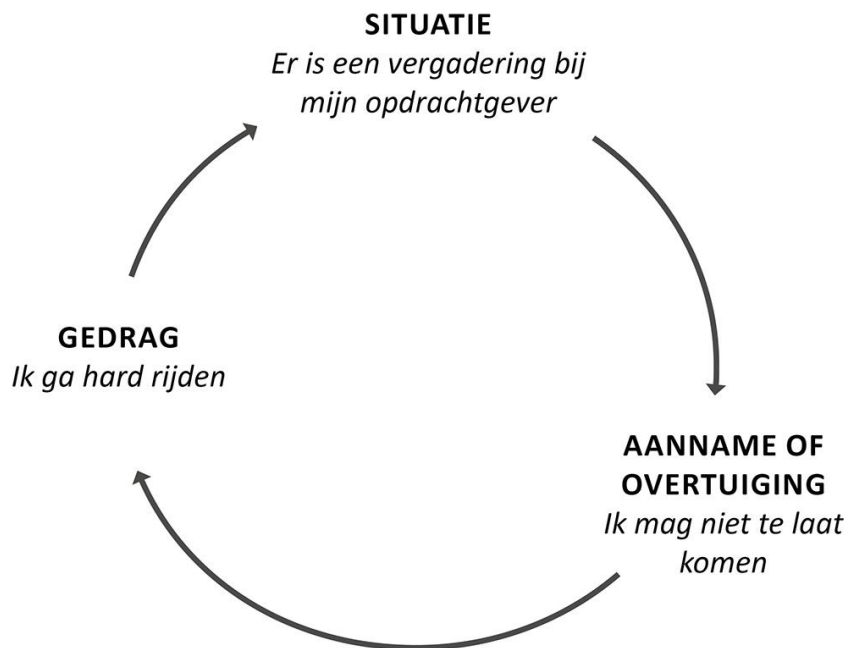 SITUATIE
Er is een vergadering bij
mijn opdrachtgever
GEDRAG
Ik ga hard rijden
AANNAME OF
OVERTUIGING
Ik mag niet te laat
komen